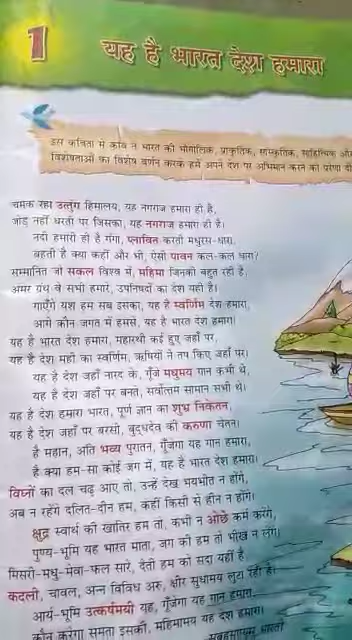 1
यह है भारत देश हमारा
इस कविता में कवि ने भारत की भौगोलिक, प्राकृतिक, सांस्कृतिक, साहित्यिक और
विशेषताओं का विशेष वर्णन करके हमें अपने देश पर अभिमान करने की प्रेरणा दी
चमक रहा उत्तुंग हिमालय, यह नगराज हमारा ही है,
जोड़ नहीं धरती पर जिसका, यह नगराज हमारा ही है।
नदी हमारी ही है गंगा, प्लावित करती मधुरस-धारा,
बहती है क्या कहीं और भी, ऐसी पावन कल-कल धारा?
सम्मानित जो सकल विश्व में, महिमा जिनकी बहुत रही है,
अमर ग्रंथ वे सभी हमारे, उपनिषदों का देश यही है।
गाएँगे यश हम सब इसका, यह है स्वर्णिम देश हमारा,
आगे कौन जगत में हमसे, यह है भारत देश हमारा।
यह है भारत देश हमारा, महारथी कई हुए जहाँ पर,
यह है देश मही का स्वर्णिम, ऋषियों ने तप किए जहाँ पर।
यह है देश जहाँ नारद के, गूँजे मधुमय गान कभी थे,
यह है देश जहाँ पर बनते, सर्वोत्तम सामान सभी थे।
यह है देश हमारा भारत, पूर्ण ज्ञान का शुभ्र निकेतन,
यह है देश जहाँ पर बरसी, बुद्धदेव की करुणा चेतन।
है महान, अति भव्य पुरातन, गूँजेगा यह गान हमारा,
है क्या हम-सा कोई जग में, यह है भारत देश हमारा।
विघ्नों का दल चढ़ आए तो, उन्हें देख भयभीत न होंगे,
अब न रहेंगे दलित-दीन हम, कहीं किसी से हीन न होंगे।
क्षुद्र स्वार्थ की खातिर हम तो, कभी न ओछे कर्म करेंगे,
पुण्य-भूमि यह भारत माता, जग की हम तो भीख न लेंगे।
मिसरी-मधु-मेवा-फल सारे, देती हम को सदा यही है,
कदली, चावल, अन्न विविध अरु, क्षीर सुधामय लुटा रही है।
आर्य-भूमि उत्कर्षमयी यह, गूँजेगा यह गान हमारा,
कौन करेगा समता इसकी, महिमामय यह देश हमारा।
भारती